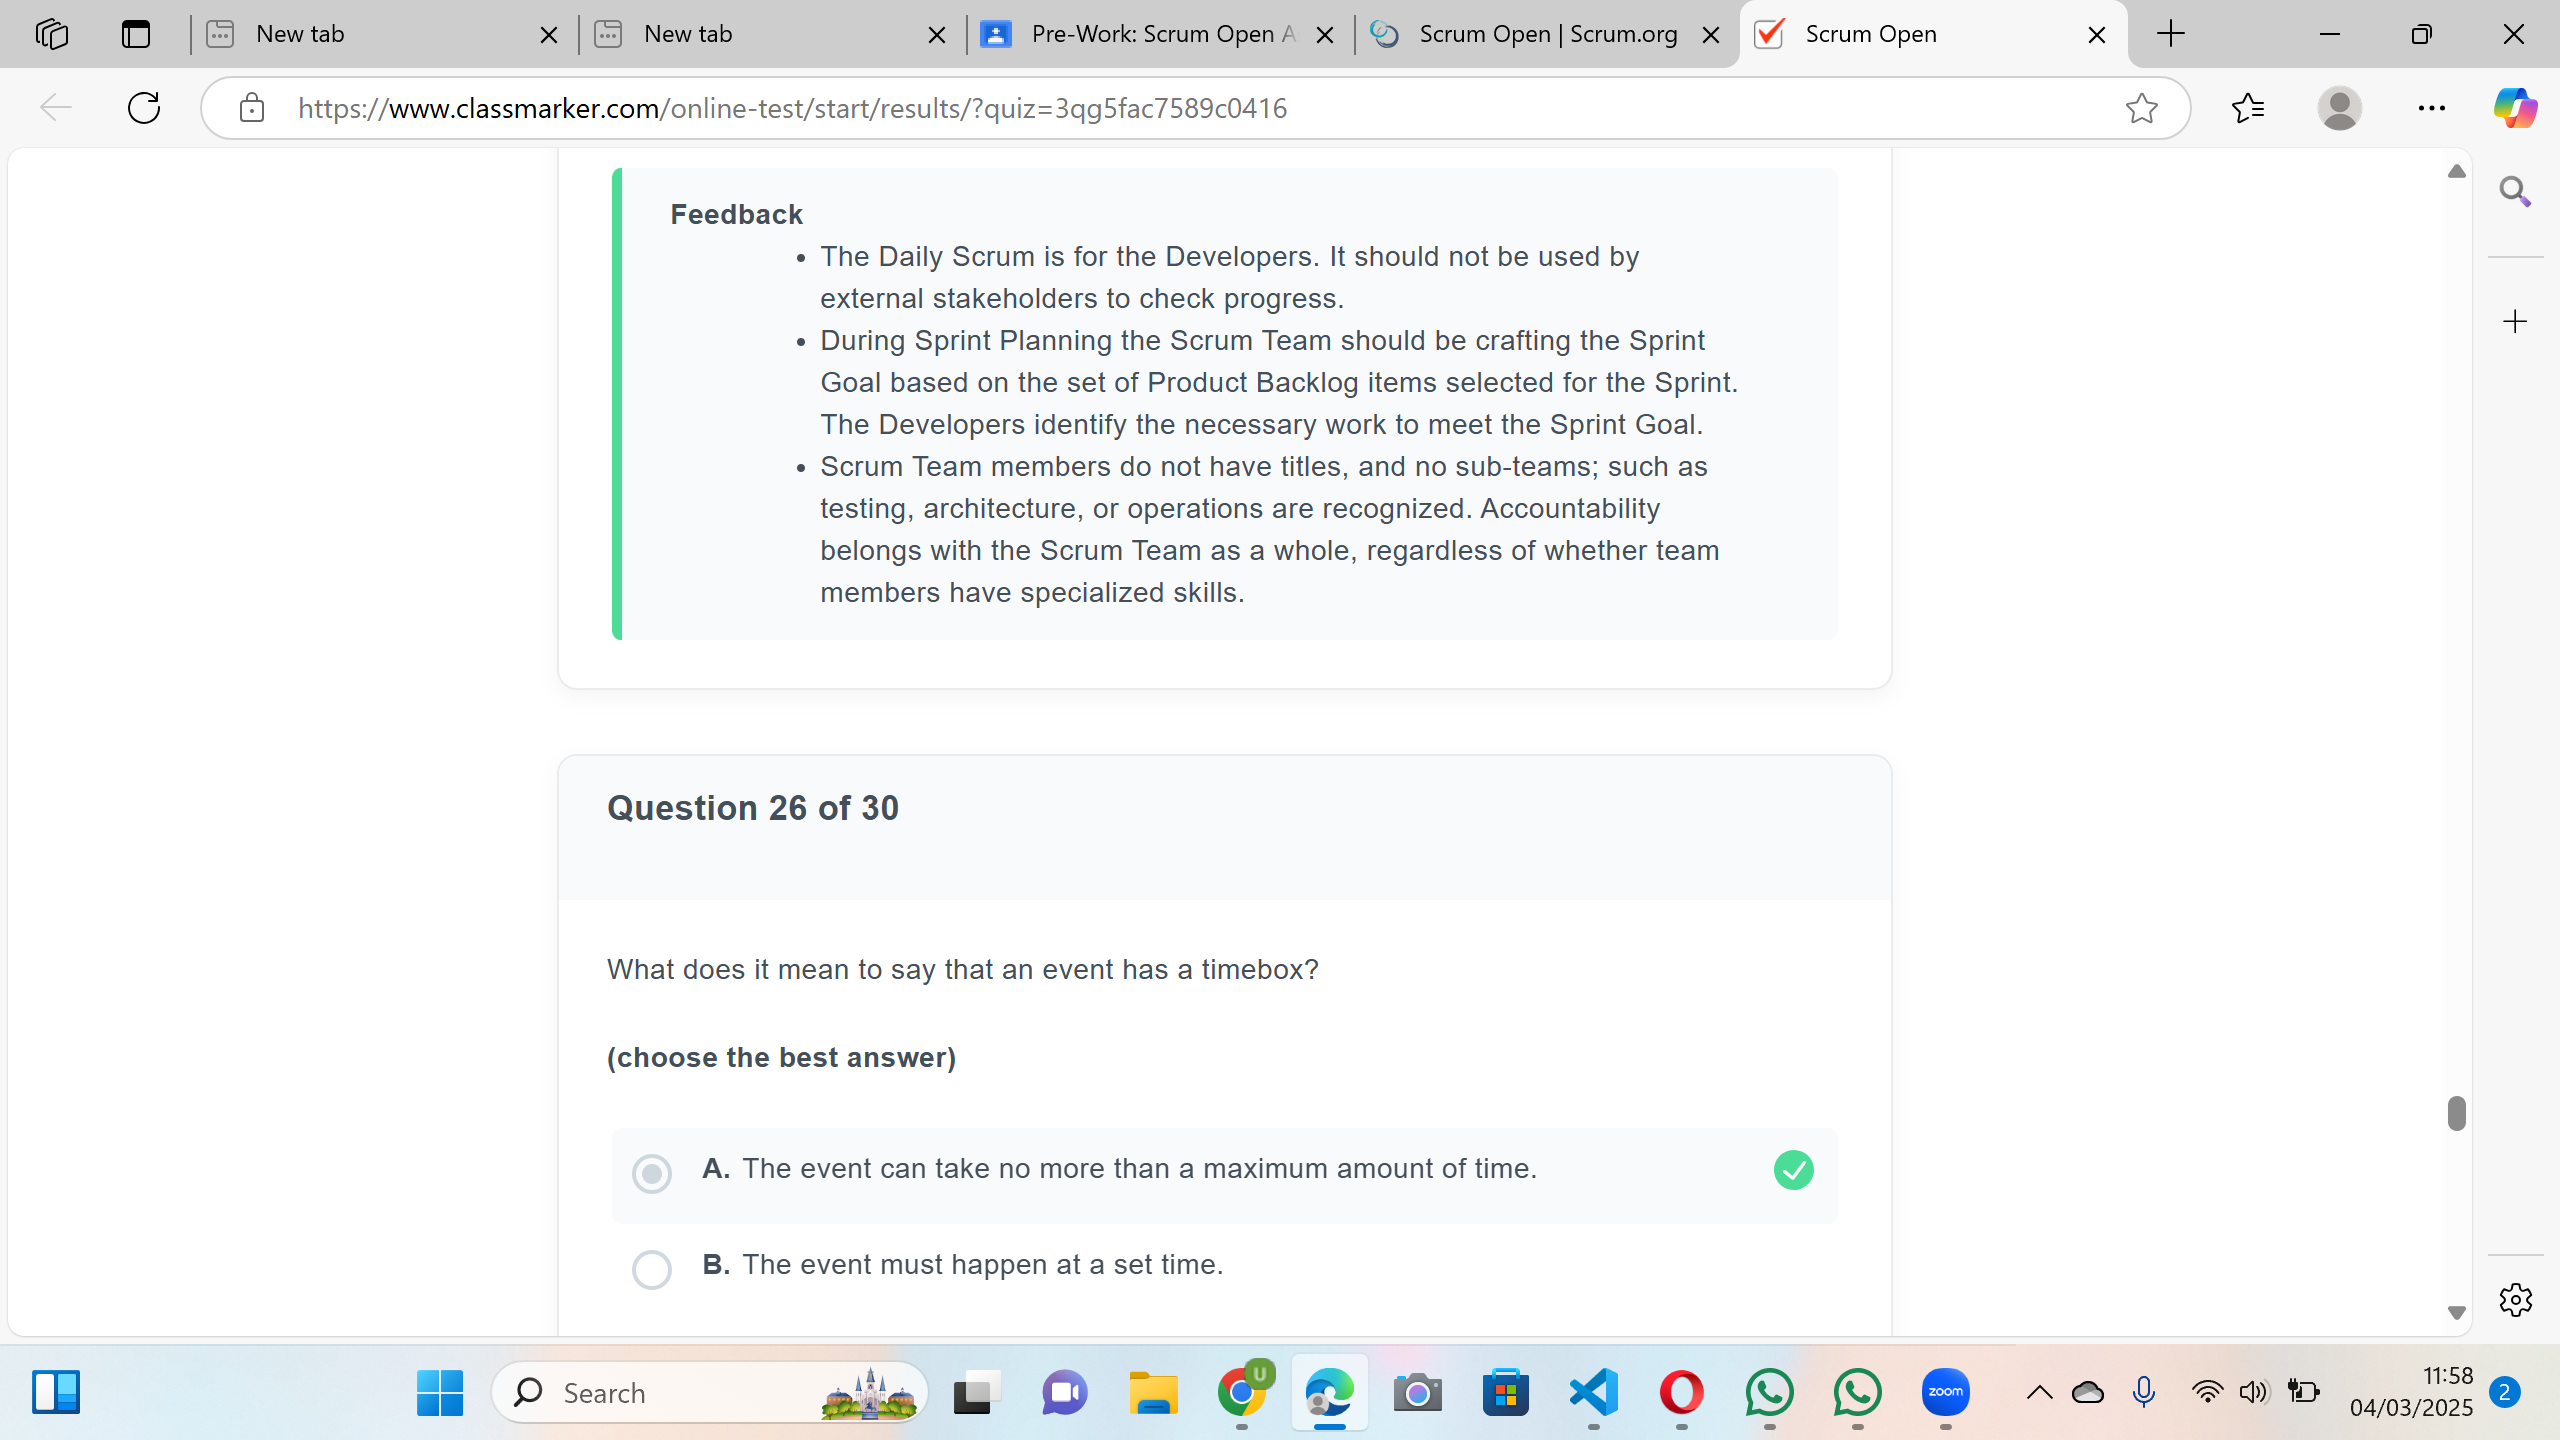 New tab
New tab
Pre-Work: Scrum Open A
Scrum Open | Scrum.org
Scrum Open
https://www.classmarker.com/online-test/start/results/?quiz=3qg5fac7589c0416
Feedback
• The Daily Scrum is for the Developers. It should not be used by
external stakeholders to check progress.
• During Sprint Planning the Scrum Team should be crafting the Sprint
Goal based on the set of Product Backlog items selected for the Sprint.
The Developers identify the necessary work to meet the Sprint Goal.
• Scrum Team members do not have titles, and no sub-teams; such as
testing, architecture, or operations are recognized. Accountability
belongs with the Scrum Team as a whole, regardless of whether team
members have specialized skills.
Question 26 of 30
What does it mean to say that an event has a timebox?
(choose the best answer)
A. The event can take no more than a maximum amount of time.
B. The event must happen at a set time.
Search
U
zoom
11:58
04/03/2025
2